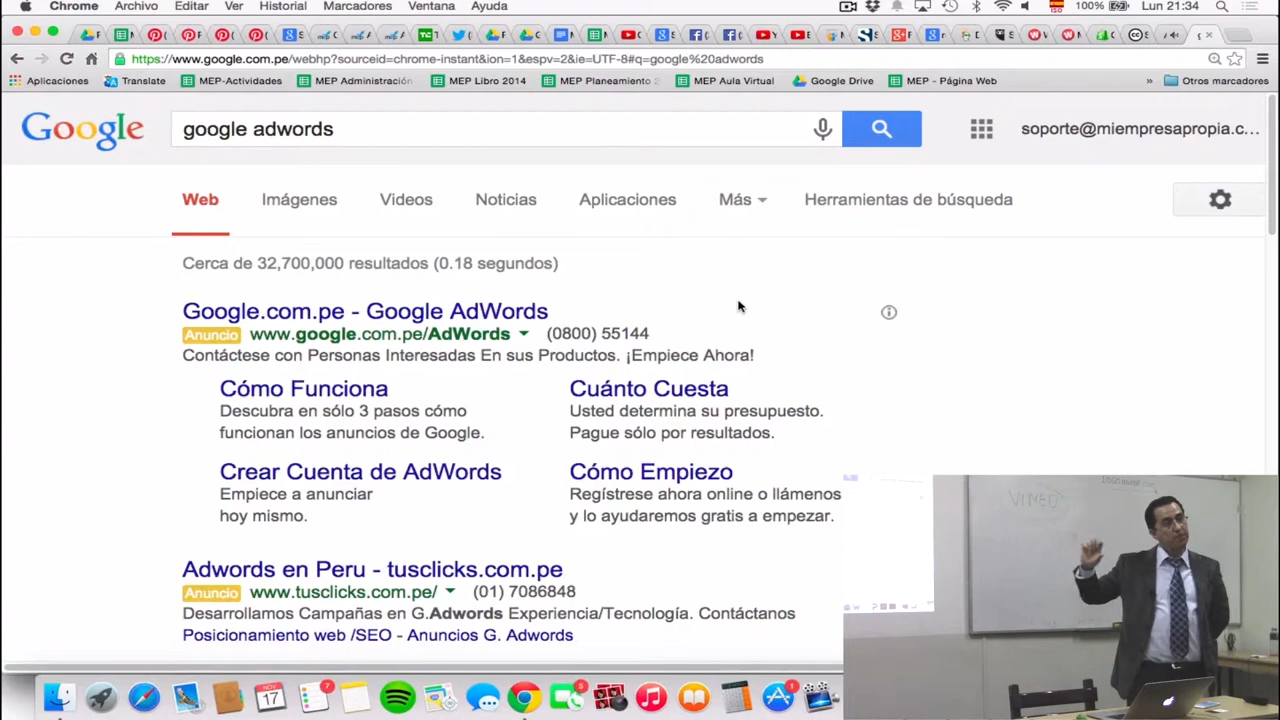 Chrome Archivo Editar Ver Historial Marcadores Ventana Ayuda 100% Lun 21:34
https://www.google.com.pe/webhp?sourceid=chrome-instant&ion=1&espv=2&ie=UTF-8#q=google%20adwords
Aplicaciones Translate MEP-Actividades MEP Administración MEP Libro 2014 MEP Planeamiento 2 MEP Aula Virtual Google Drive MEP - Página Web » Otros marcadores
Google google adwords soporte@miempresapropia.c...
Web Imágenes Videos Noticias Aplicaciones Más Herramientas de búsqueda
Cerca de 32,700,000 resultados (0.18 segundos)
Google.com.pe - Google AdWords
Anuncio www.google.com.pe/AdWords (0800) 55144
Contáctese con Personas Interesadas En sus Productos. ¡Empiece Ahora!
Cómo Funciona
Descubra en sólo 3 pasos cómo
funcionan los anuncios de Google.
Cuánto Cuesta
Usted determina su presupuesto.
Pague sólo por resultados.
Crear Cuenta de AdWords
Empiece a anunciar
hoy mismo.
Cómo Empiezo
Regístrese ahora online o llámenos
y lo ayudaremos gratis a empezar.
Adwords en Peru - tusclicks.com.pe
Anuncio www.tusclicks.com.pe/ (01) 7086848
Desarrollamos Campañas en G.Adwords Experiencia/Tecnología. Contáctanos
Posicionamiento web /SEO - Anuncios G. Adwords
VIMEO
NOV
17
7
5
1